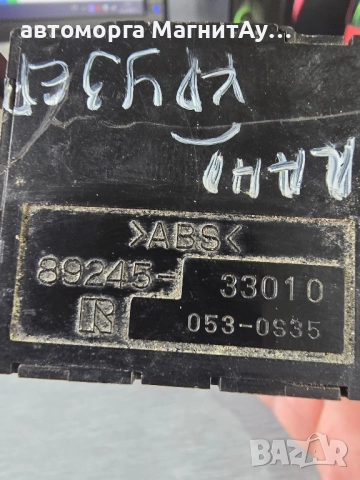 автоморга МагнитАу...
КРУЗЕР
ЛАНД
>ABS<
89245-33010
R 053-0S35
BAZAR